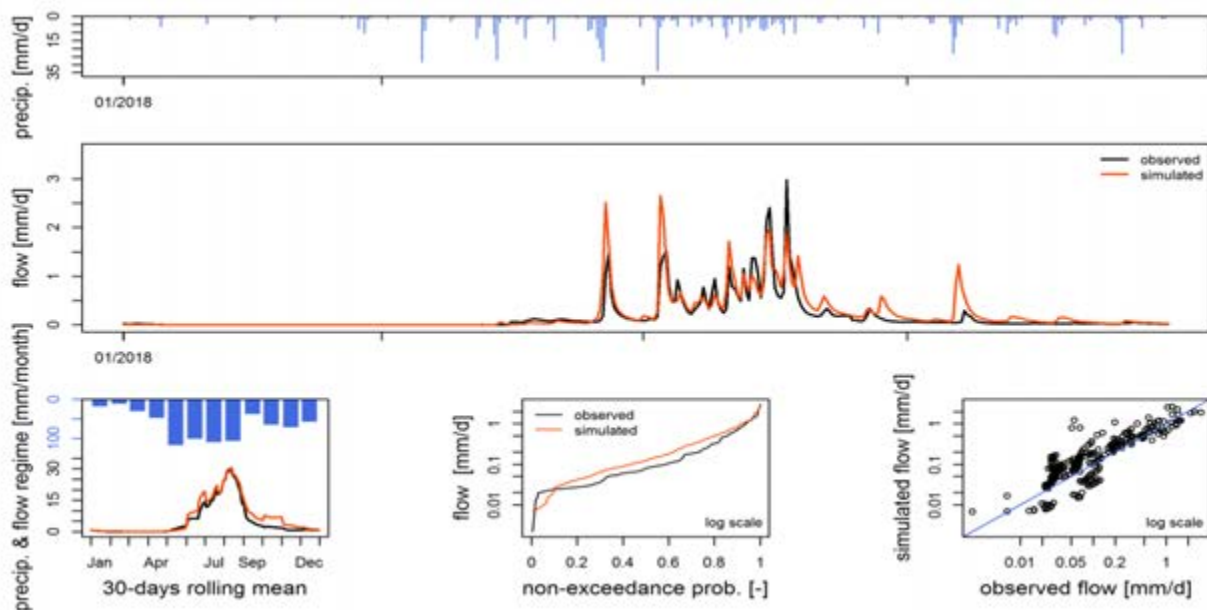 precip. [mm/d]
0
15
35
01/2018
flow [mm/d]
3
2
1
0
observed
simulated
01/2018
precip. & flow regime [mm/month]
0
100
30
15
0
Jan Apr Jul Sep Dec
30-days rolling mean
flow [mm/d]
1
0.1
0.01
observed
simulated
log scale
0 0.2 0.4 0.6 0.8 1
non-exceedance prob. [-]
simulated flow [mm/d]
1
0.1
0.01
log scale
0.01 0.05 0.2 1
observed flow [mm/d]